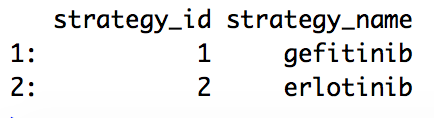 strategy_id strategy_name
1: 1 gefitinib
2: 2 erlotinib